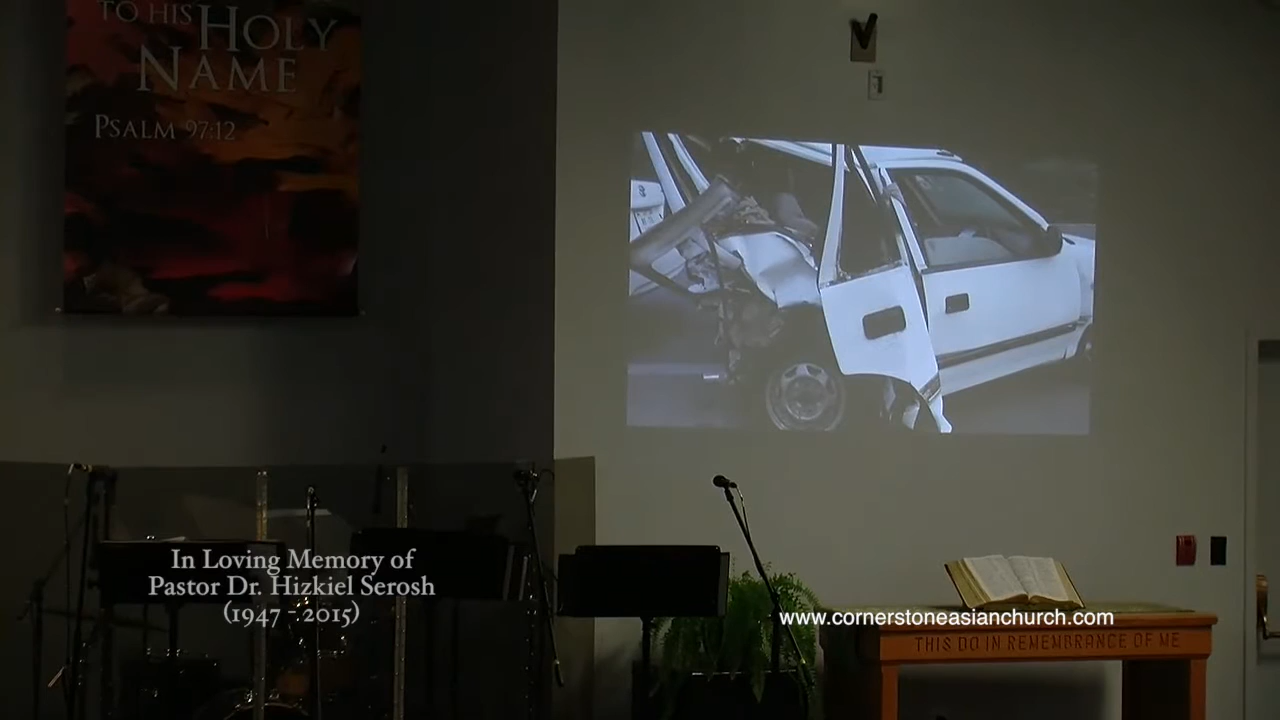 TO HIS HOLY
NAME
PSALM 97:12
In Loving Memory of
Pastor Dr. Hizkiel Serosh
(1947 - 2015)
www.cornerstoneasianchurch.com
THIS DO IN REMEMBRANCE OF ME